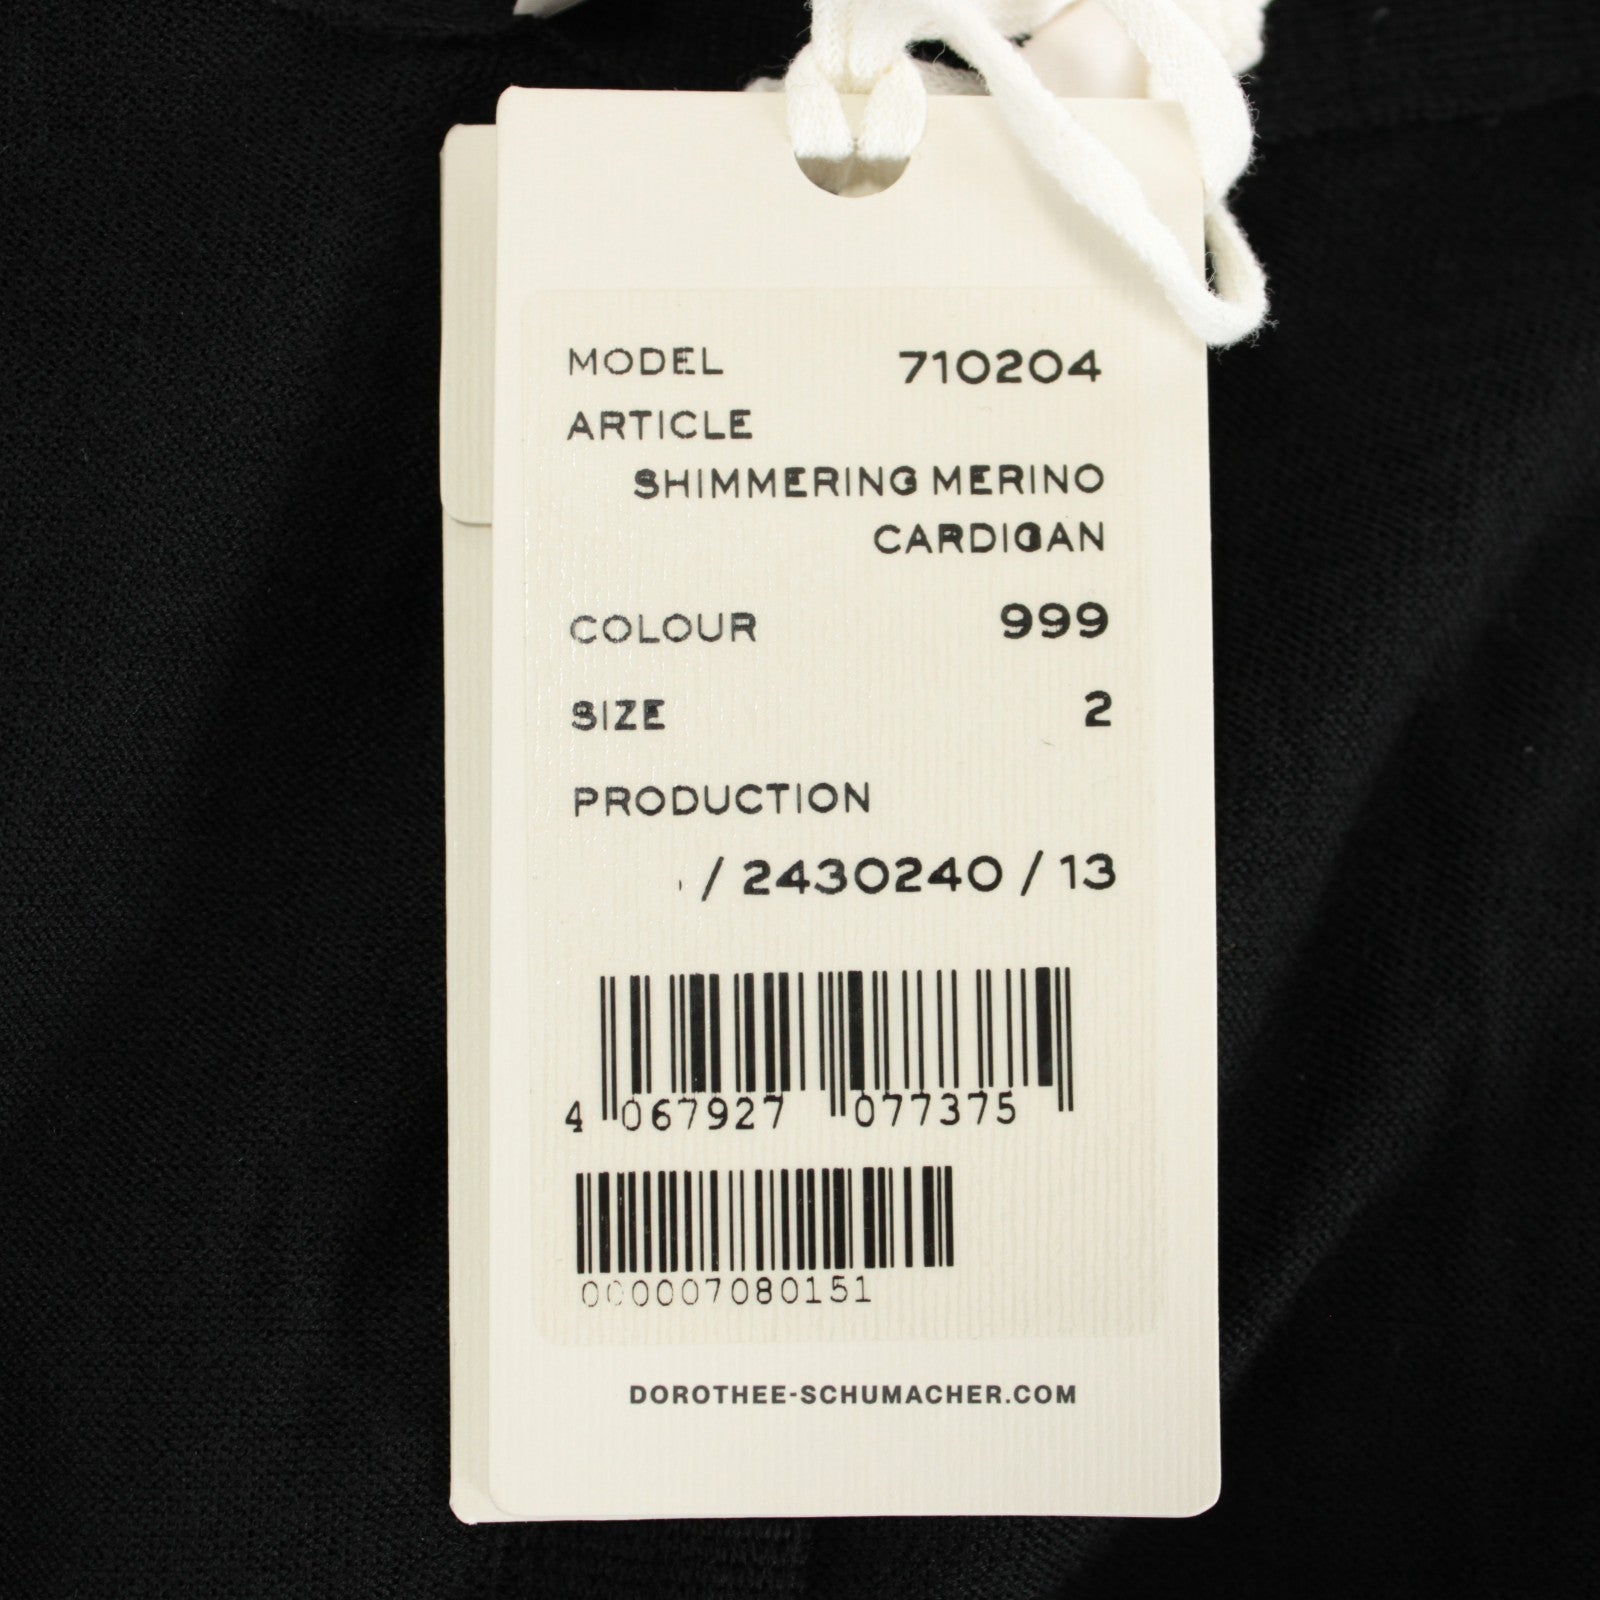 MODEL 710204
ARTICLE
SHIMMERING MERINO
CARDIGAN
COLOUR 999
SIZE 2
PRODUCTION
/ 2430240 / 13
4 067927 077375
000007080151
DOROTHEE-SCHUMACHER.COM